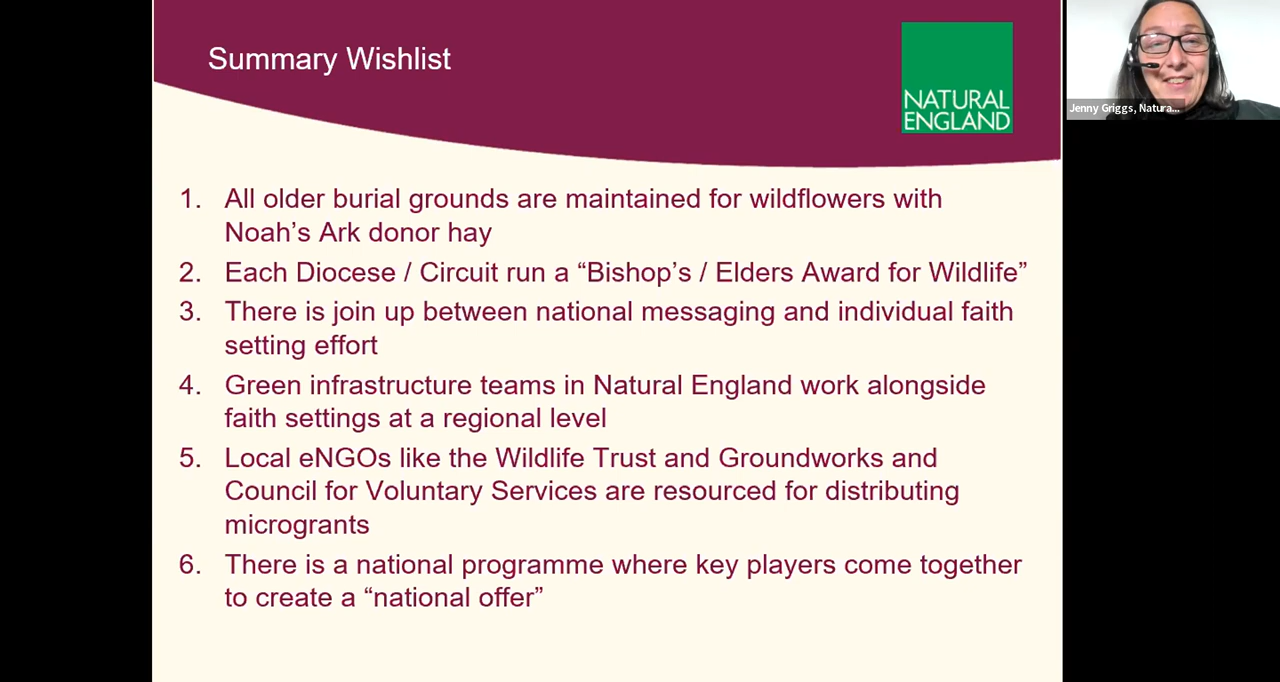 Summary Wishlist
NATURAL
ENGLAND
Jenny Griggs, Natura...
1. All older burial grounds are maintained for wildflowers with
Noah’s Ark donor hay
2. Each Diocese / Circuit run a “Bishop’s / Elders Award for Wildlife”
3. There is join up between national messaging and individual faith
setting effort
4. Green infrastructure teams in Natural England work alongside
faith settings at a regional level
5. Local eNGOs like the Wildlife Trust and Groundworks and
Council for Voluntary Services are resourced for distributing
microgrants
6. There is a national programme where key players come together
to create a “national offer”